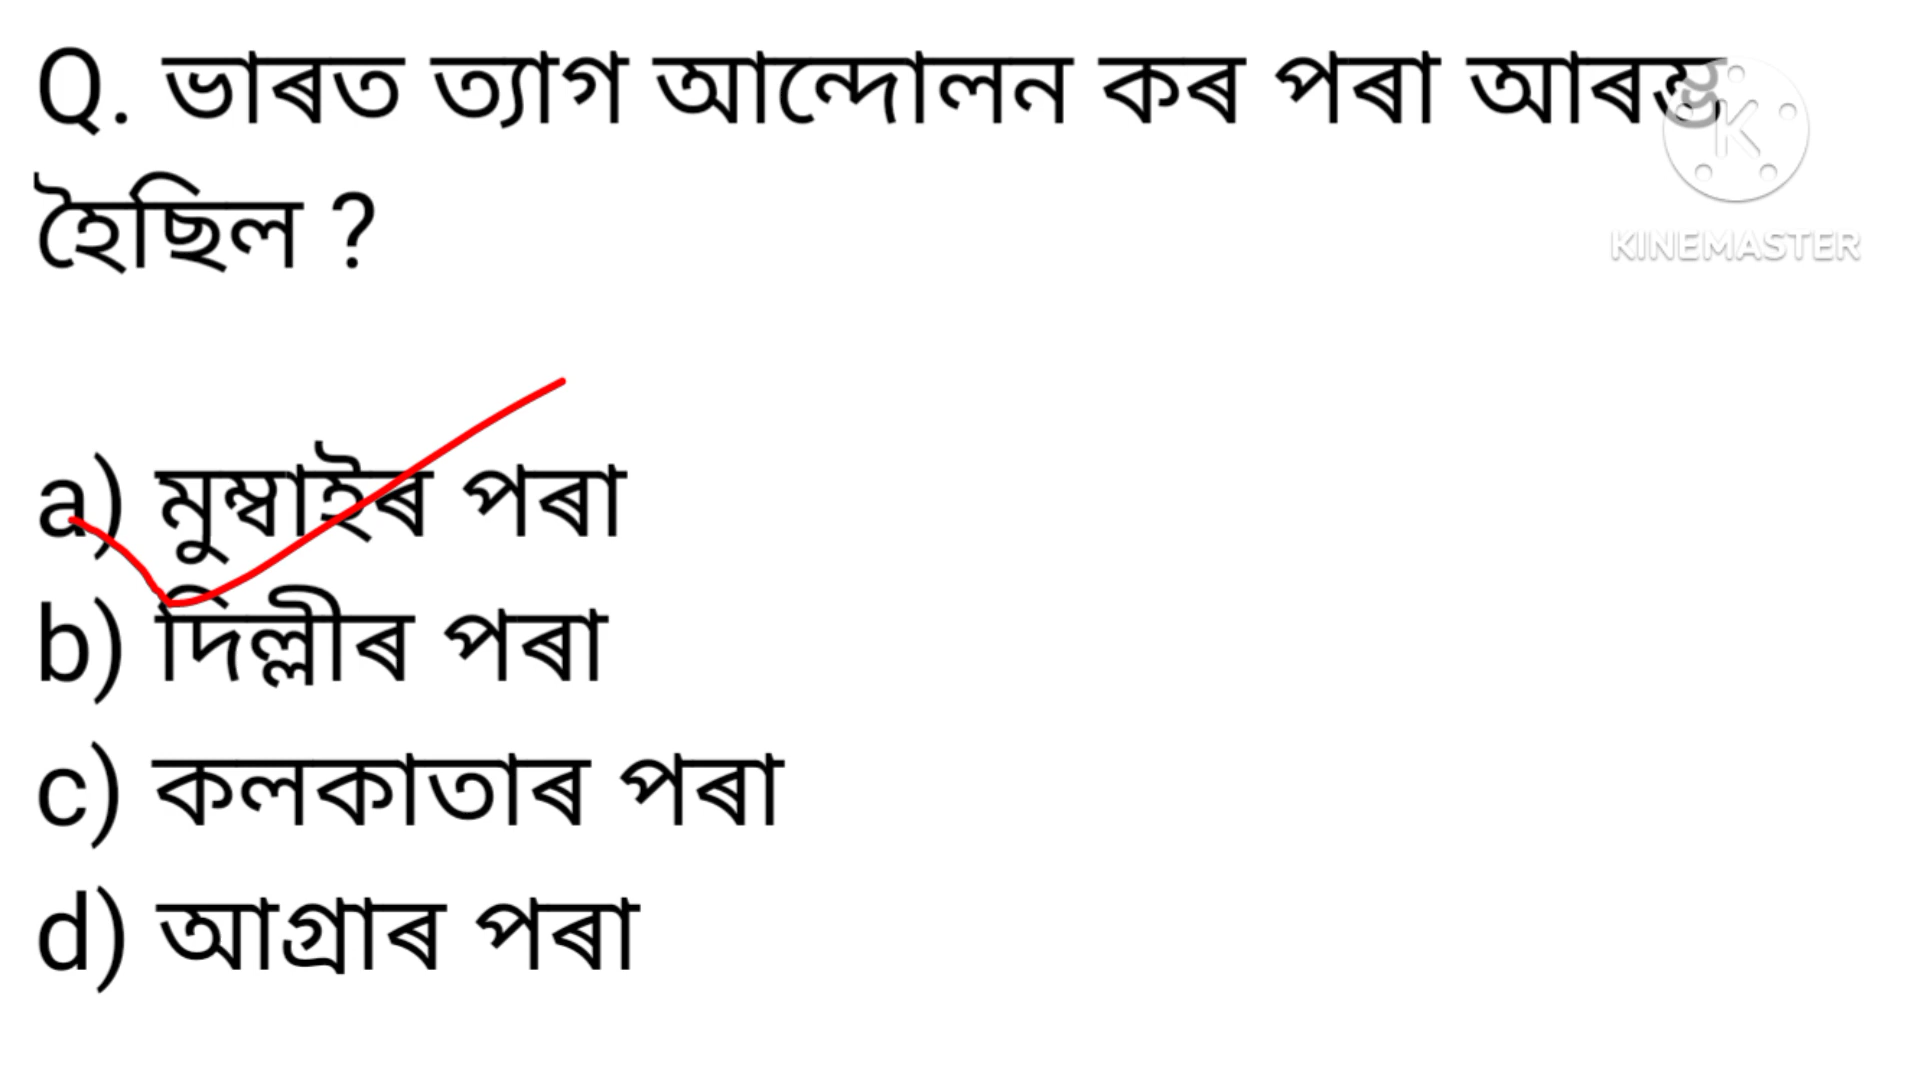 Q. ভাৰত ত্যাগ আন্দোলন কৰ পৰা আৰম্ভ
হৈছিল ?
KINEMASTER
a) মুম্বাইৰ পৰা
b) দিল্লীৰ পৰা
c) কলকাতাৰ পৰা
d) আগ্ৰাৰ পৰা